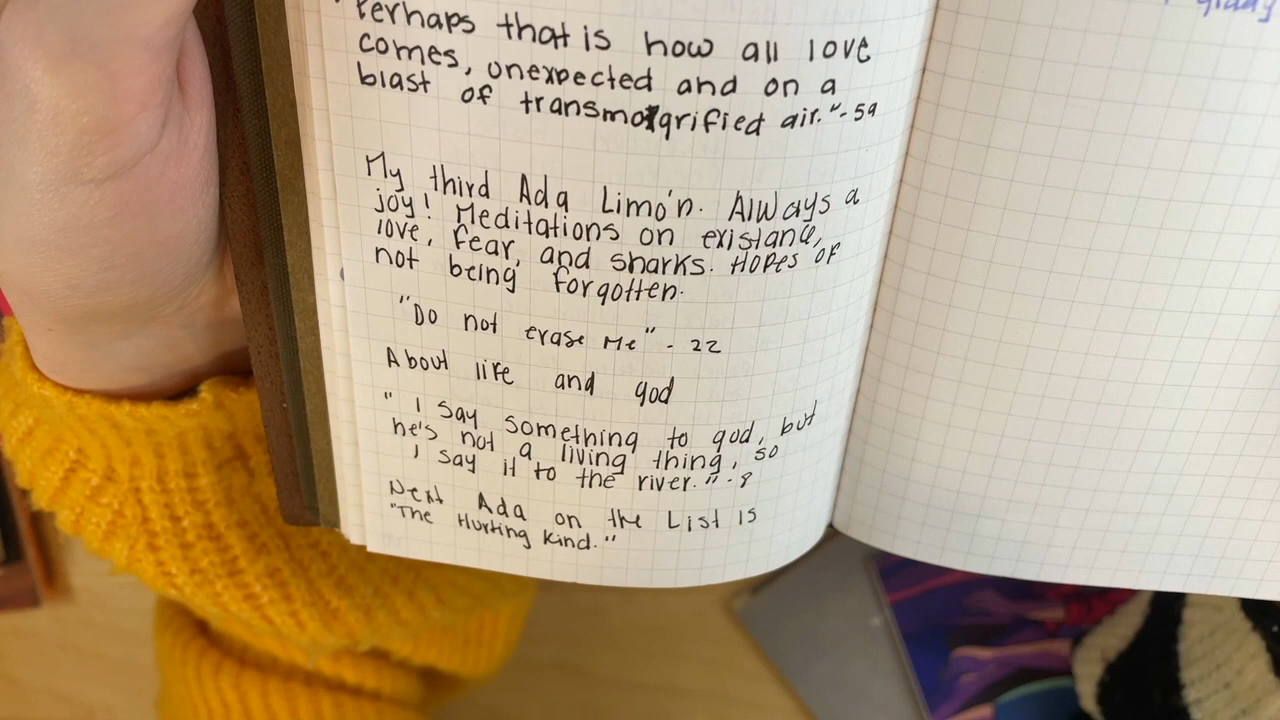 "Perhaps that is how all love
comes, unexpected and on a
blast of transmogrified air." - 59
My third Ada Limón. Always a
joy! Meditations on existance,
love, fear, and sharks. Hopes of
not being forgotten.
"Do not erase me" - 22
About life and god
" I say something to god, but
he's not a living thing, so
I say it to the river." - 8
Next Ada on the List is
"The Hurting Kind."